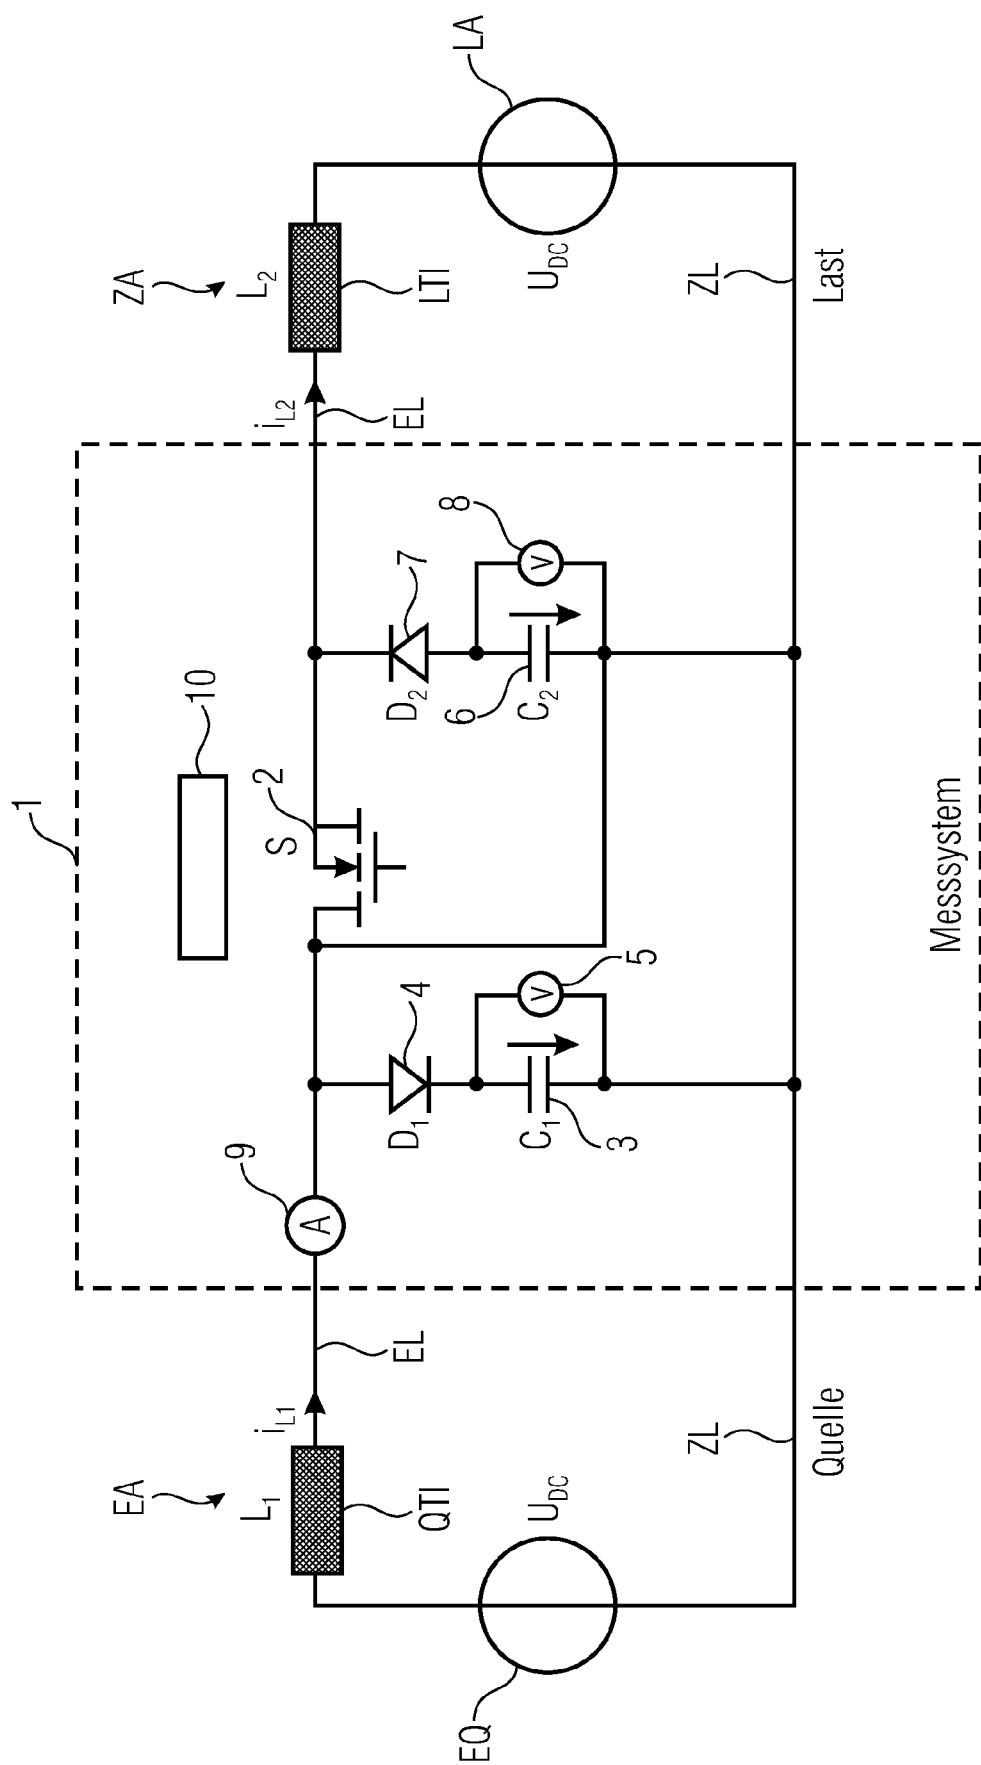 1
10
EA
ZA
9
S
2
L₁
iL1
iL2
L₂
QTI
EL
A
D₁
4
D₂
7
EL
LTI
C₁
3
V
5
6
C₂
V
8
EQ
UDC
UDC
LA
ZL
ZL
Quelle
Messsystem
Last